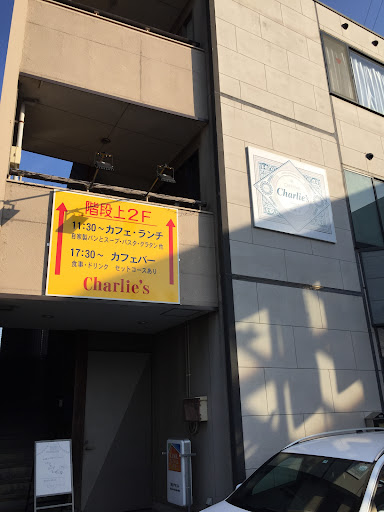 階段上2F
11:30～ カフェ・ランチ
自家製パンとスープ・パスタ・グラタン他
17:30～ カフェバー
食事・ドリンク セットコースあり
Charlie's
Charlie's